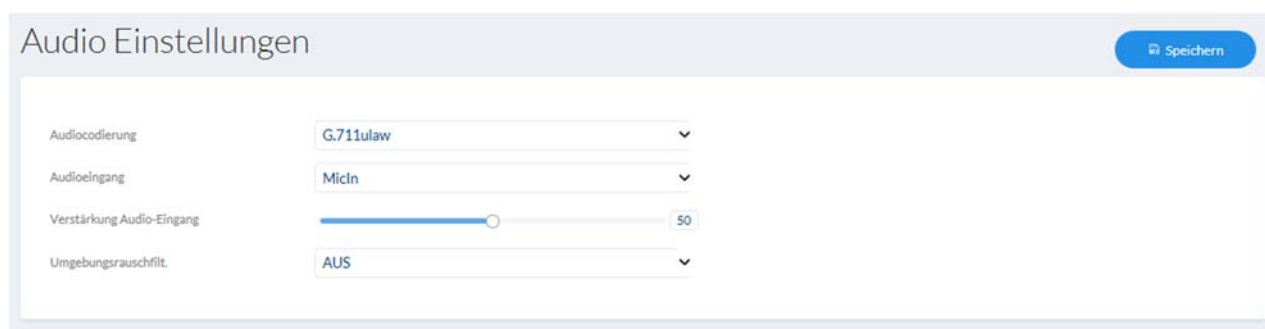 Audio Einstellungen
Speichern
Audiocodierung G.711ulaw
Audioeingang MicIn
Verstärkung Audio-Eingang 50
Umgebungsrauschfilt. AUS